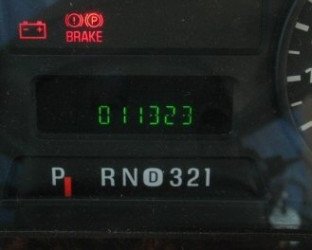 (!) (P)
BRAKE
011323
P RN D 321